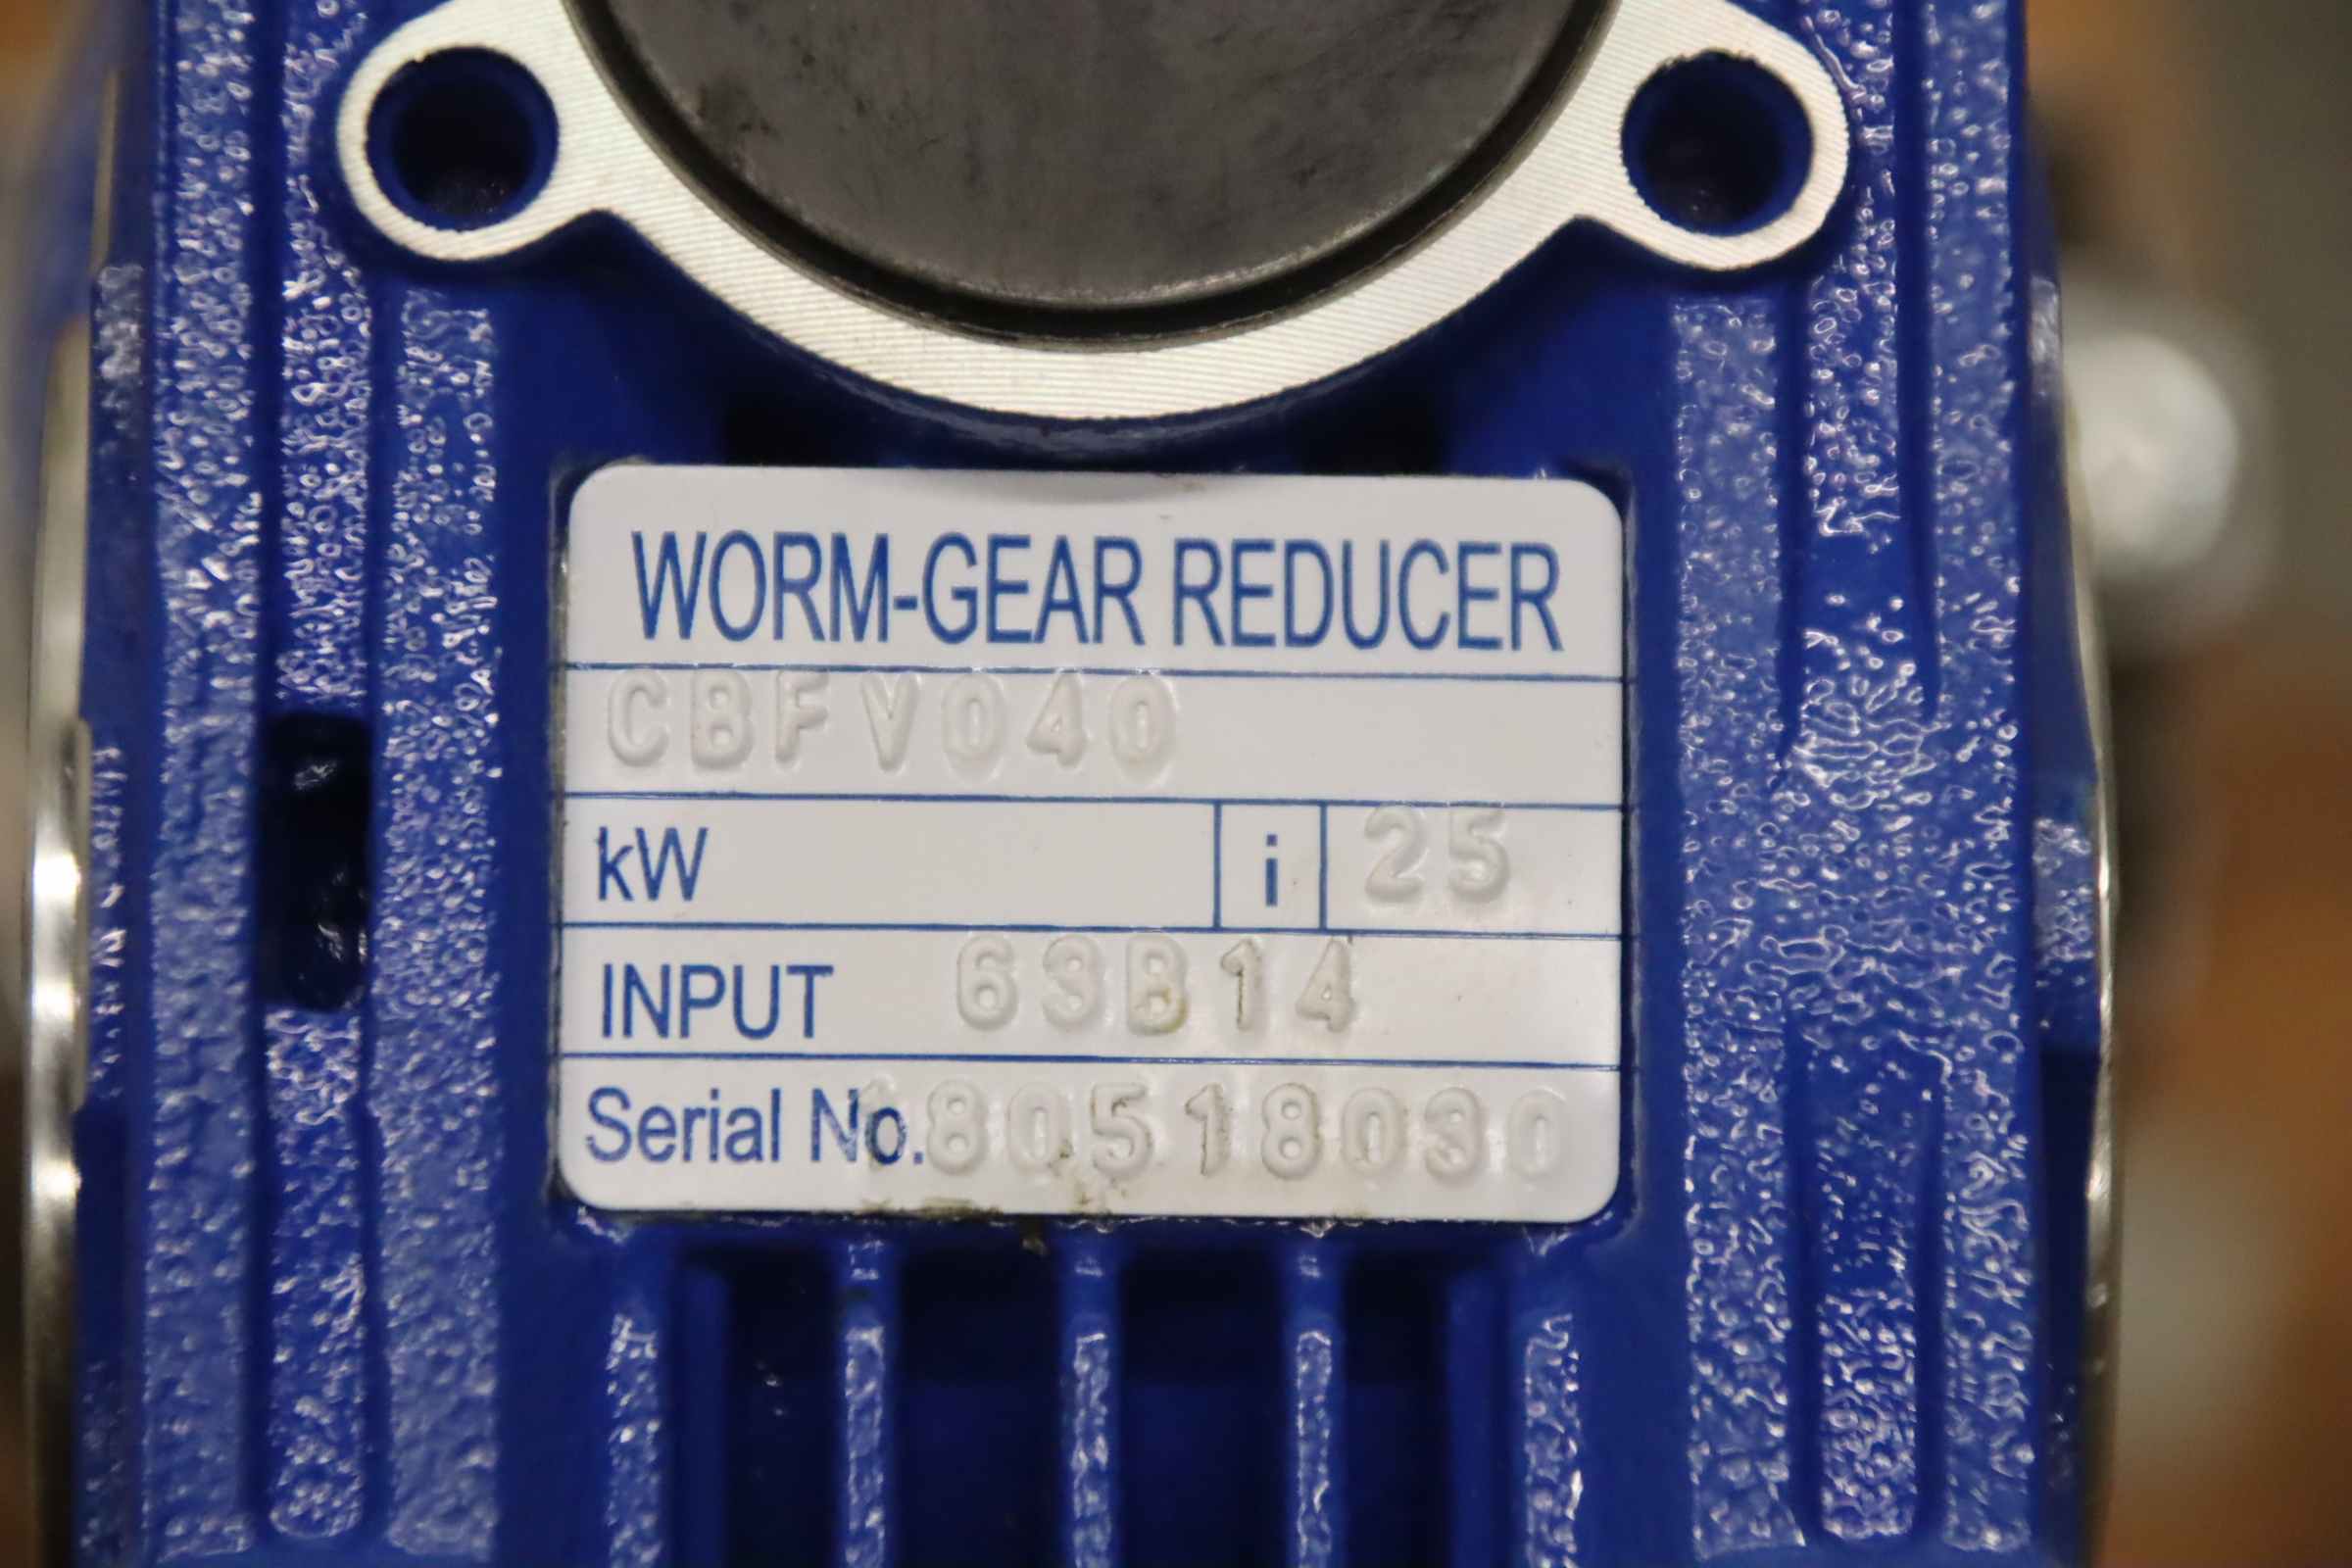 WORM-GEAR REDUCER
CBFV040
kW i 25
INPUT 63B14
Serial No. 180518030